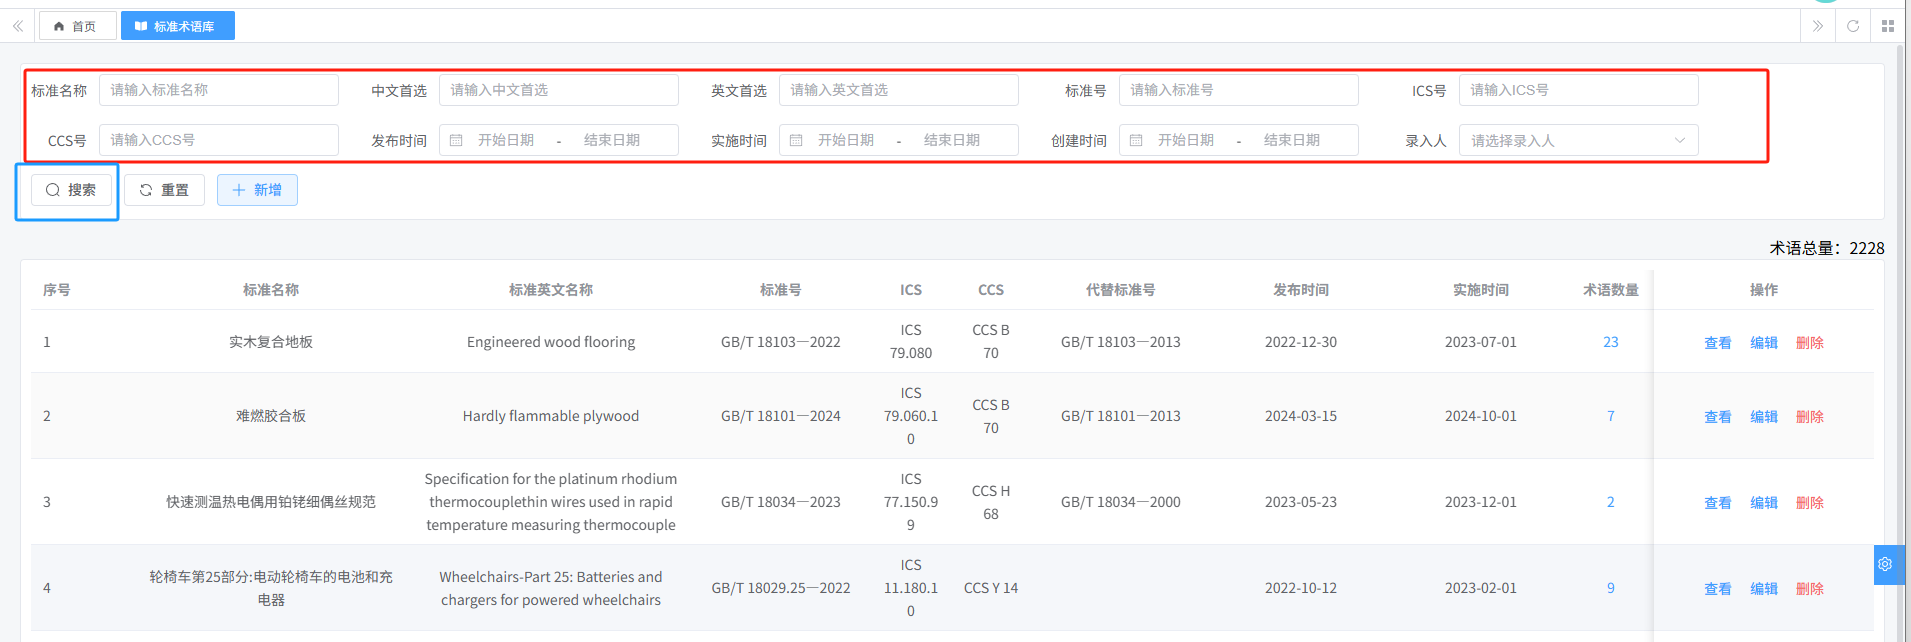 首页
标准术语库
标准名称 请输入标准名称 中文首选 请输入中文首选 英文首选 请输入英文首选 标准号 请输入标准号 ICS号 请输入ICS号
CCS号 请输入CCS号 发布时间 开始日期 - 结束日期 实施时间 开始日期 - 结束日期 创建时间 开始日期 - 结束日期 录入人 请选择录入人
搜索 重置 新增
术语总量：2228
序号 标准名称 标准英文名称 标准号 ICS CCS 代替标准号 发布时间 实施时间 术语数量 操作
1
实木复合地板
Engineered wood flooring
GB/T 18103—2022
ICS
79.080
CCS B
70
GB/T 18103—2013
2022-12-30
2023-07-01
23
查看 编辑 删除
2
难燃胶合板
Hardly flammable plywood
GB/T 18101—2024
ICS
79.060.1
0
CCS B
70
GB/T 18101—2013
2024-03-15
2024-10-01
7
查看 编辑 删除
3
快速测温热电偶用铂铑细偶丝规范
Specification for the platinum rhodium
thermocouplethin wires used in rapid
temperature measuring thermocouple
GB/T 18034—2023
ICS
77.150.9
9
CCS H
68
GB/T 18034—2000
2023-05-23
2023-12-01
2
查看 编辑 删除
4
轮椅车第25部分:电动轮椅车的电池和充
电器
Wheelchairs-Part 25: Batteries and
chargers for powered wheelchairs
GB/T 18029.25—2022
ICS
11.180.1
0
CCS Y 14
2022-10-12
2023-02-01
9
查看 编辑 删除